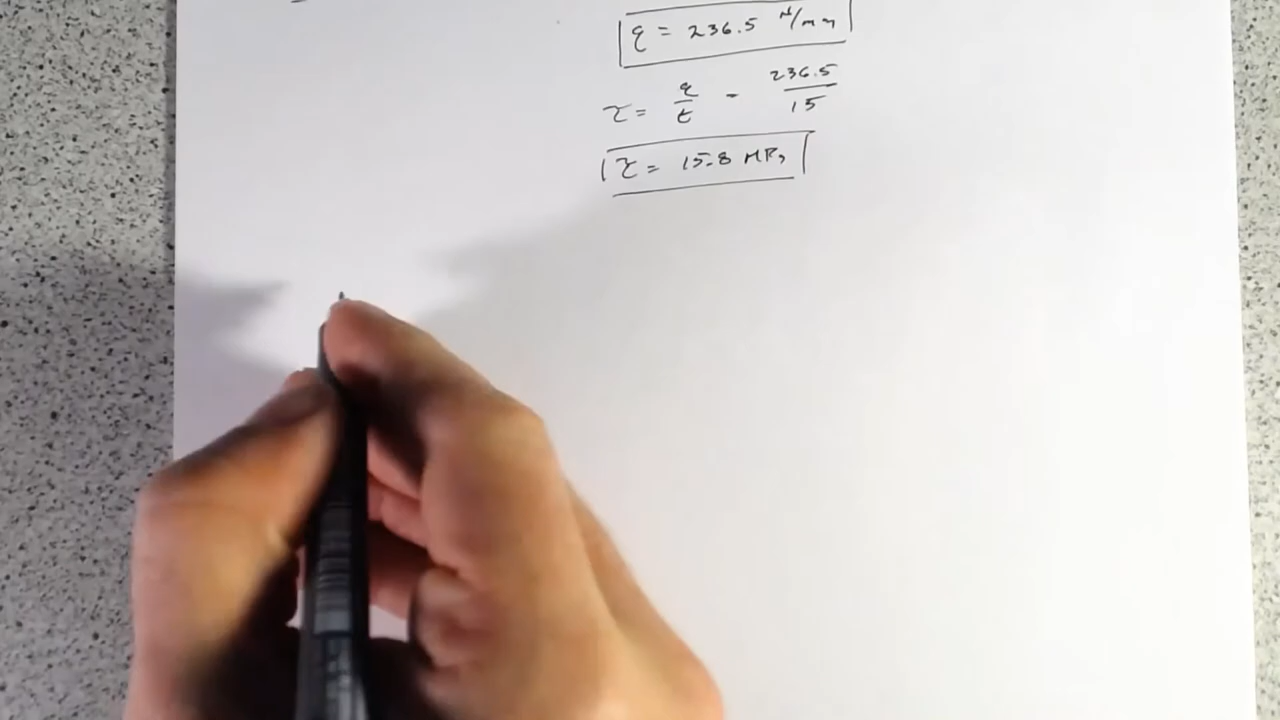 q = 236.5 N/mm
τ = q/t = 236.5/15
τ = 15.8 MPa